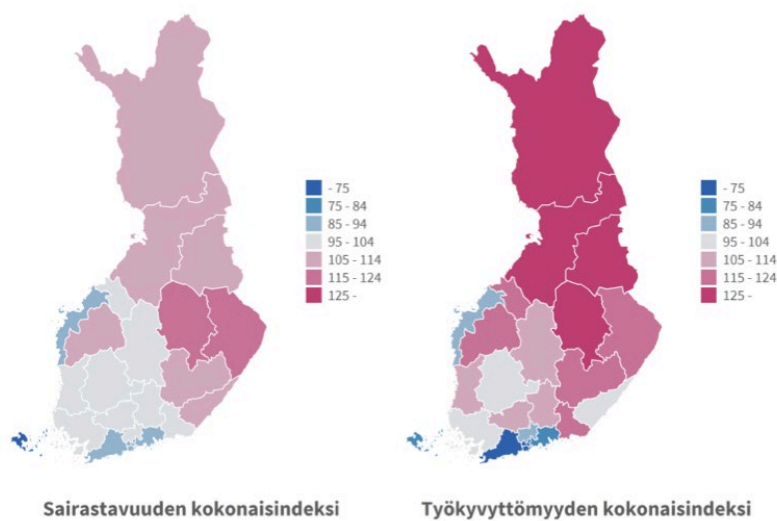 - 75
75 - 84
85 - 94
95 - 104
105 - 114
115 - 124
125 -
- 75
75 - 84
85 - 94
95 - 104
105 - 114
115 - 124
125 -
Sairastavuuden kokonaisindeksi
Työkyvyttömyyden kokonaisindeksi